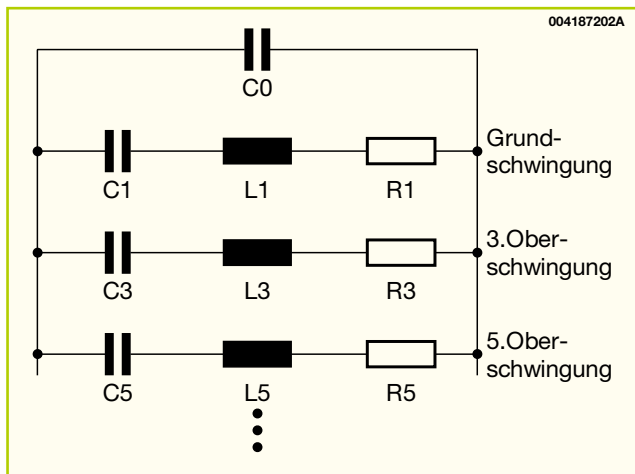 004187202A
C0
Grund-
schwingung
C1 L1 R1
3.Ober-
schwingung
C3 L3 R3
5.Ober-
schwingung
C5 L5 R5